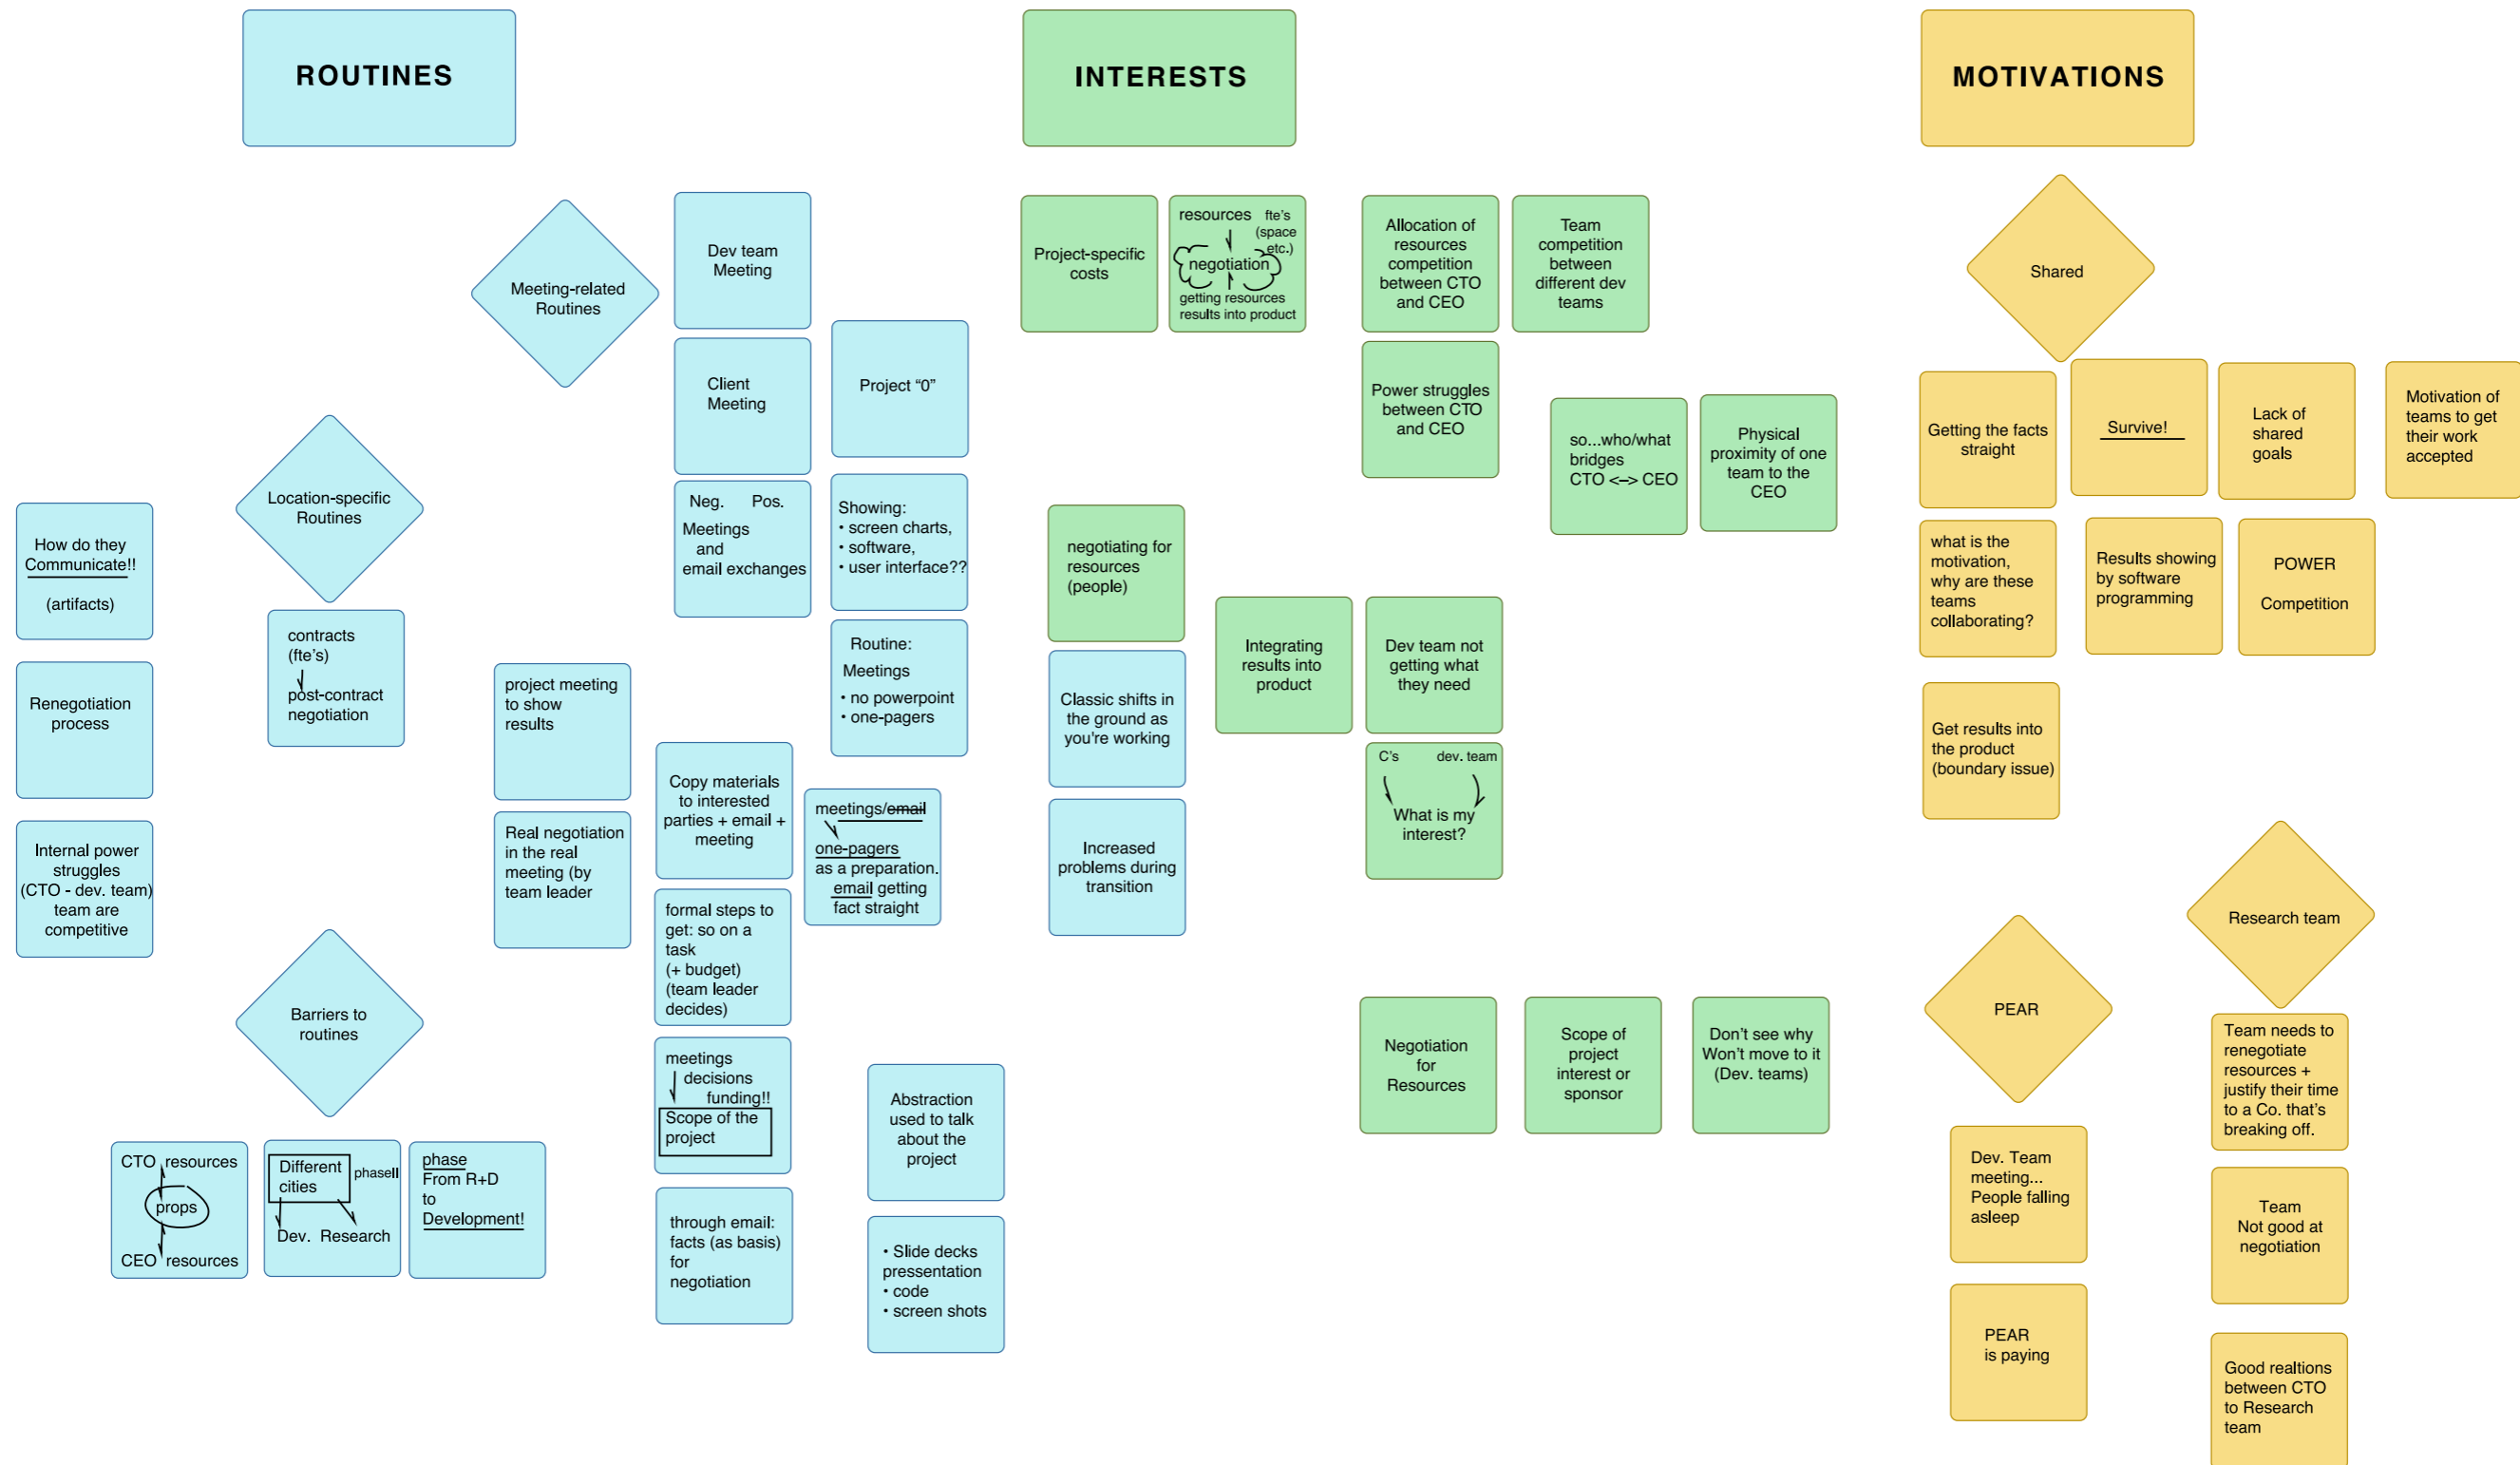 ROUTINES
INTERESTS
MOTIVATIONS
Meeting-related
Routines
Dev team
Meeting
Client
Meeting
Project “0”
Neg. Pos.
Meetings
and
email exchanges
Showing:
• screen charts,
• software,
• user interface??
Routine:
Meetings
• no powerpoint
• one-pagers
Location-specific
Routines
How do they
Communicate!!
(artifacts)
Renegotiation
process
Internal power
struggles
(CTO - dev. team)
team are
competitive
contracts
(fte’s)
post-contract
negotiation
project meeting
to show
results
Real negotiation
in the real
meeting (by
team leader
Copy materials
to interested
parties + email +
meeting
meetings/email
one-pagers
as a preparation.
email getting
fact straight
formal steps to
get: so on a
task
(+ budget)
(team leader
decides)
meetings
decisions
funding!!
Scope of the
project
through email:
facts (as basis)
for
negotiation
Abstraction
used to talk
about the
project
• Slide decks
pressentation
• code
• screen shots
Barriers to
routines
CTO resources
props
CEO resources
Different
cities
phaseII
Dev. Research
phase
From R+D
to
Development!
Project-specific
costs
resources fte’s
(space
etc.)
negotiation
getting resources
results into product
Allocation of
resources
competition
between CTO
and CEO
Team
competition
between
different dev
teams
Power struggles
between CTO
and CEO
so...who/what
bridges
CTO <–> CEO
Physical
proximity of one
team to the
CEO
negotiating for
resources
(people)
Classic shifts in
the ground as
you're working
Increased
problems during
transition
Integrating
results into
product
Dev team not
getting what
they need
C’s dev. team
What is my
interest?
Negotiation
for
Resources
Scope of
project
interest or
sponsor
Don’t see why
Won’t move to it
(Dev. teams)
Shared
Getting the facts
straight
Survive!
Lack of
shared
goals
Motivation of
teams to get
their work
accepted
what is the
motivation,
why are these
teams
collaborating?
Results showing
by software
programming
POWER
Competition
Get results into
the product
(boundary issue)
PEAR
Dev. Team
meeting...
People falling
asleep
PEAR
is paying
Research team
Team needs to
renegotiate
resources +
justify their time
to a Co. that’s
breaking off.
Team
Not good at
negotiation
Good realtions
between CTO
to Research
team